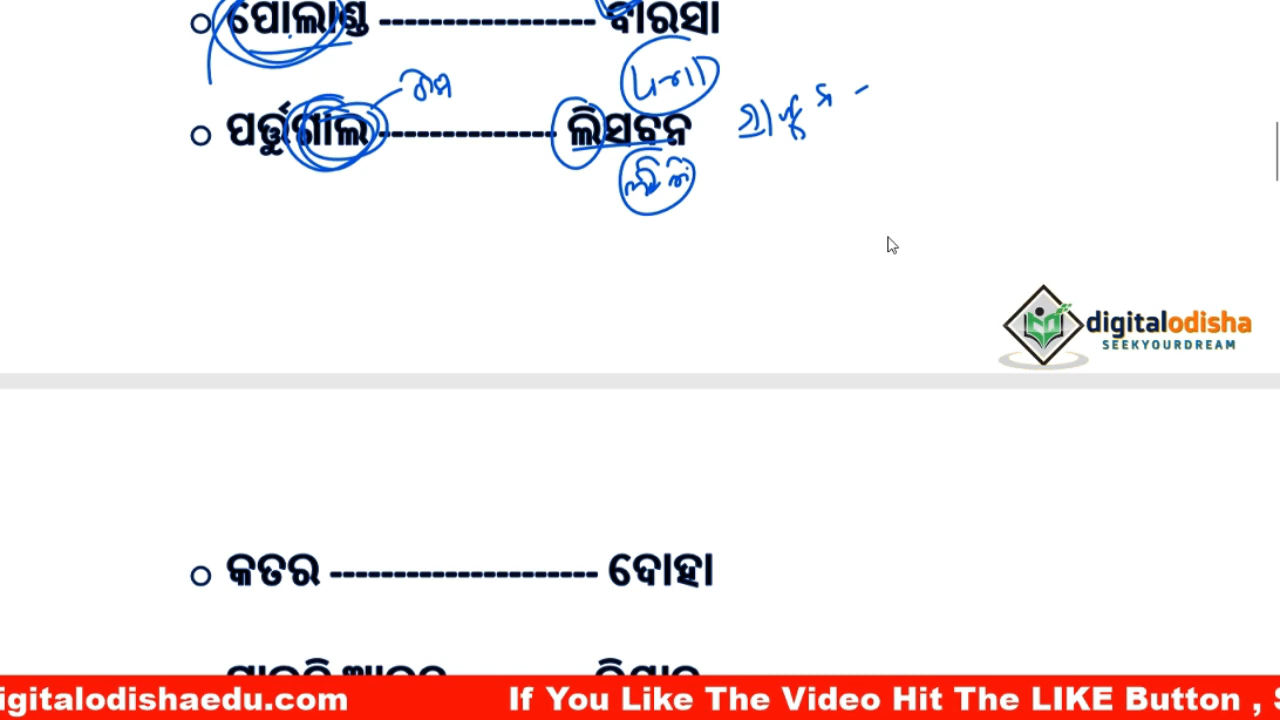 ପୋଲାଣ୍ଡ ----------------- ବାରସା
ପର୍ତ୍ତୁଗାଲ -------------- ଲିସବନ
digitalodisha
SEEKYOURDREAM
କତର --------------------- ଦୋହା
igitalodishaedu.com If You Like The Video Hit The LIKE Button , S